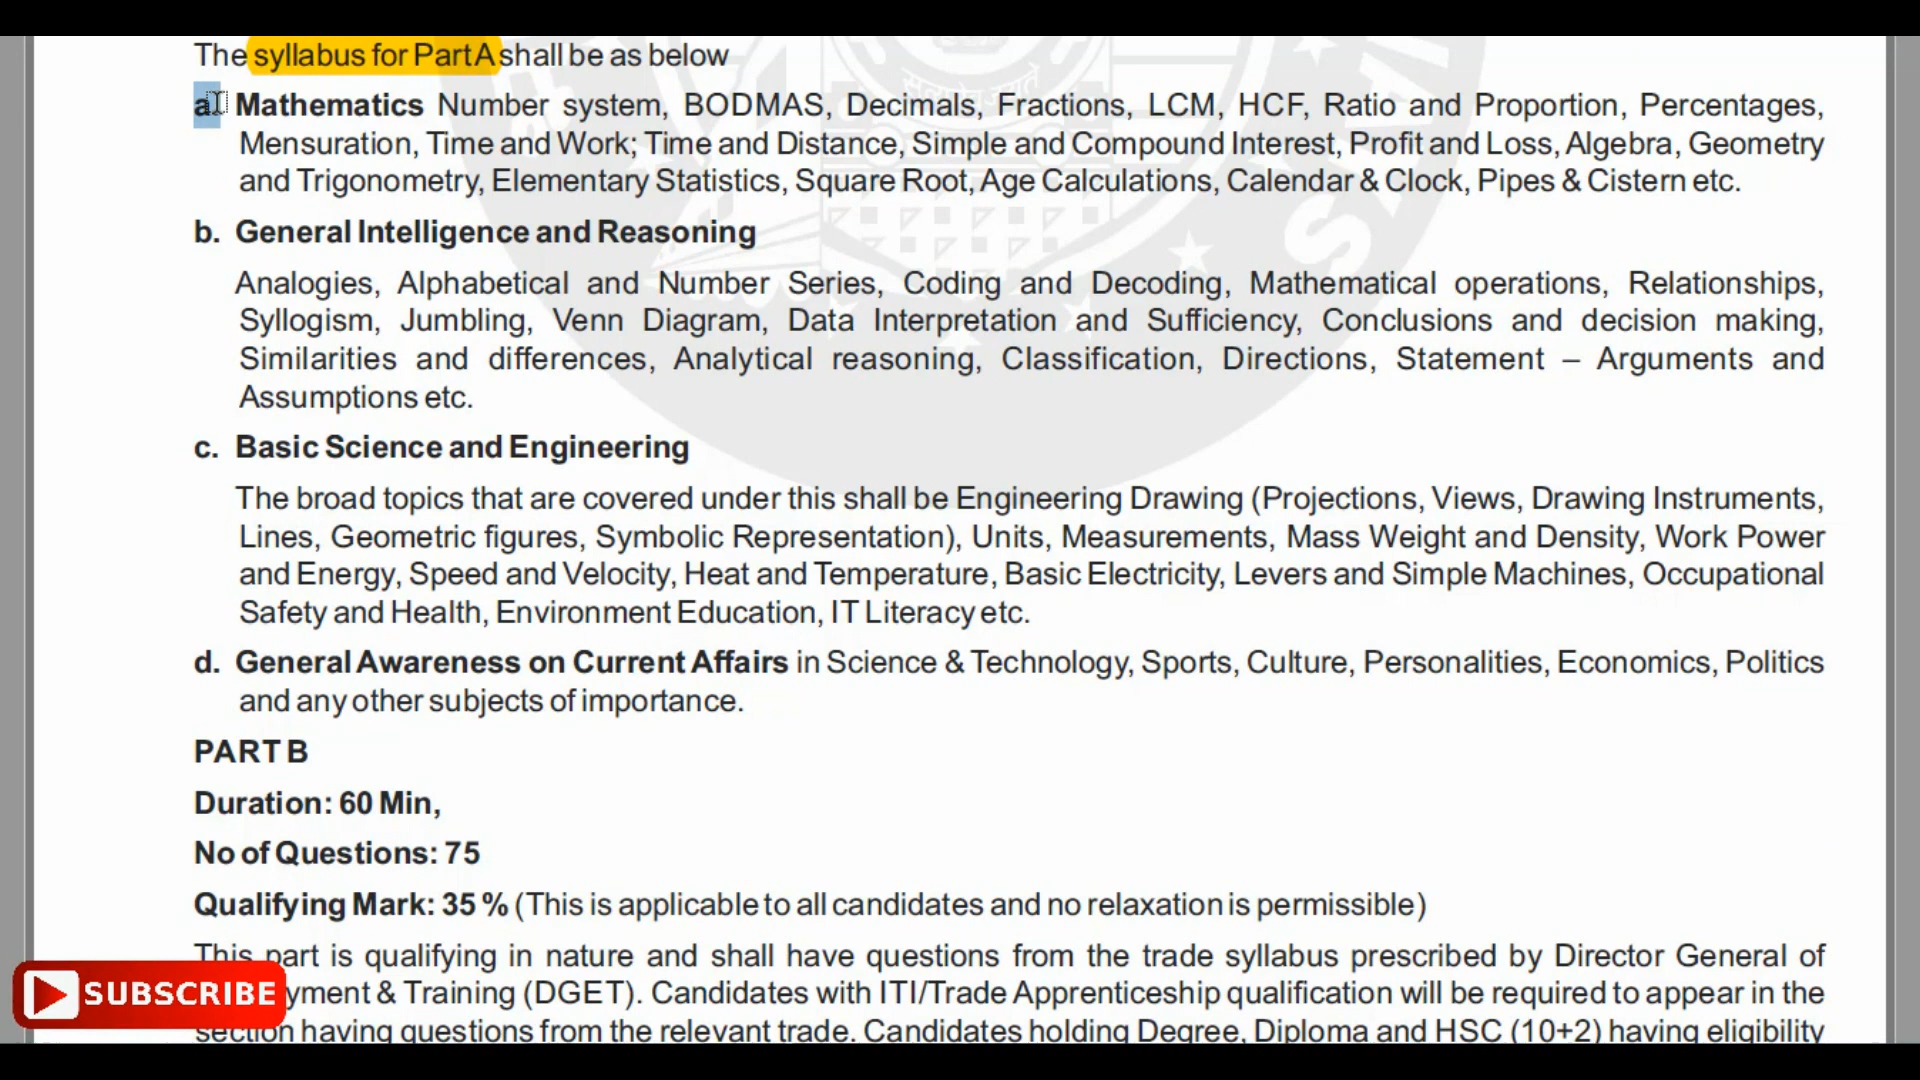 The syllabus for Part A shall be as below
a. Mathematics Number system, BODMAS, Decimals, Fractions, LCM, HCF, Ratio and Proportion, Percentages,
Mensuration, Time and Work; Time and Distance, Simple and Compound Interest, Profit and Loss, Algebra, Geometry
and Trigonometry, Elementary Statistics, Square Root, Age Calculations, Calendar & Clock, Pipes & Cistern etc.
b. General Intelligence and Reasoning
Analogies, Alphabetical and Number Series, Coding and Decoding, Mathematical operations, Relationships,
Syllogism, Jumbling, Venn Diagram, Data Interpretation and Sufficiency, Conclusions and decision making,
Similarities and differences, Analytical reasoning, Classification, Directions, Statement – Arguments and
Assumptions etc.
c. Basic Science and Engineering
The broad topics that are covered under this shall be Engineering Drawing (Projections, Views, Drawing Instruments,
Lines, Geometric figures, Symbolic Representation), Units, Measurements, Mass Weight and Density, Work Power
and Energy, Speed and Velocity, Heat and Temperature, Basic Electricity, Levers and Simple Machines, Occupational
Safety and Health, Environment Education, IT Literacy etc.
d. General Awareness on Current Affairs in Science & Technology, Sports, Culture, Personalities, Economics, Politics
and any other subjects of importance.
PART B
Duration: 60 Min,
No of Questions: 75
Qualifying Mark: 35 % (This is applicable to all candidates and no relaxation is permissible)
This part is qualifying in nature and shall have questions from the trade syllabus prescribed by Director General of
yment & Training (DGET). Candidates with ITI/Trade Apprenticeship qualification will be required to appear in the
section having questions from the relevant trade. Candidates holding Degree, Diploma and HSC (10+2) having eligibility
SUBSCRIBE